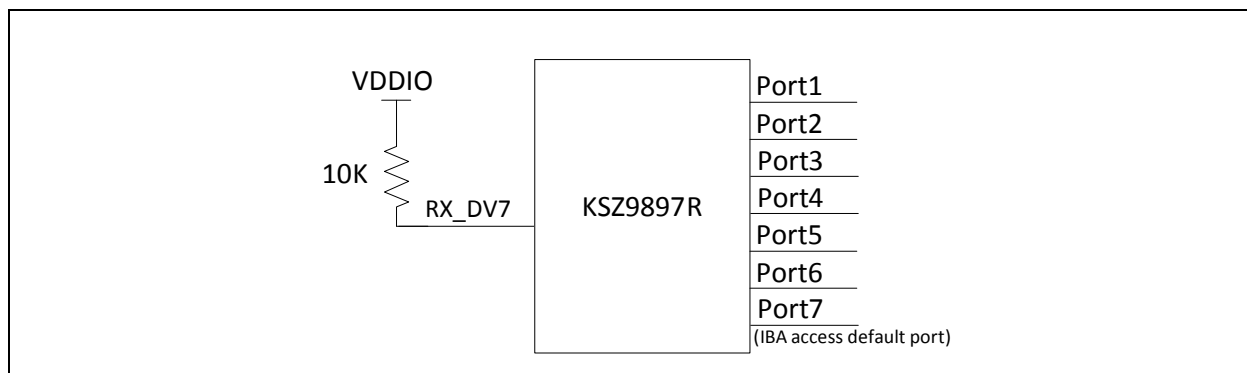 VDDIO
10K
RX_DV7
KSZ9897R
Port1
Port2
Port3
Port4
Port5
Port6
Port7
(IBA access default port)